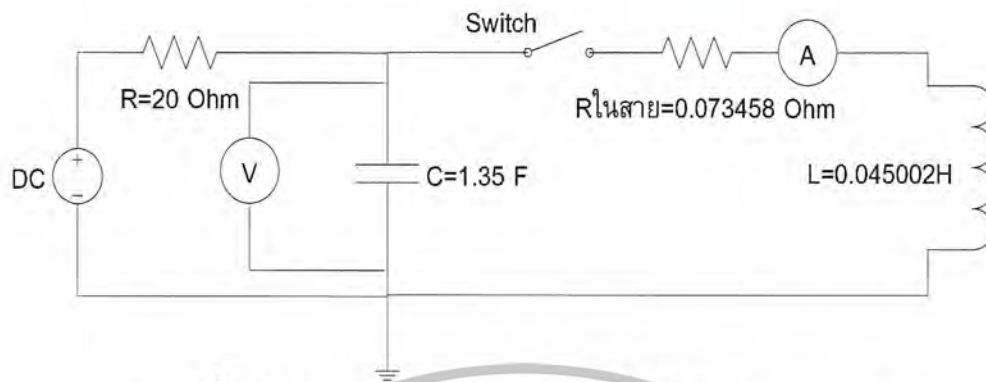 Switch
R=20 Ohm
A
Rในสาย=0.073458 Ohm
DC
+
−
V
C=1.35 F
L=0.045002H